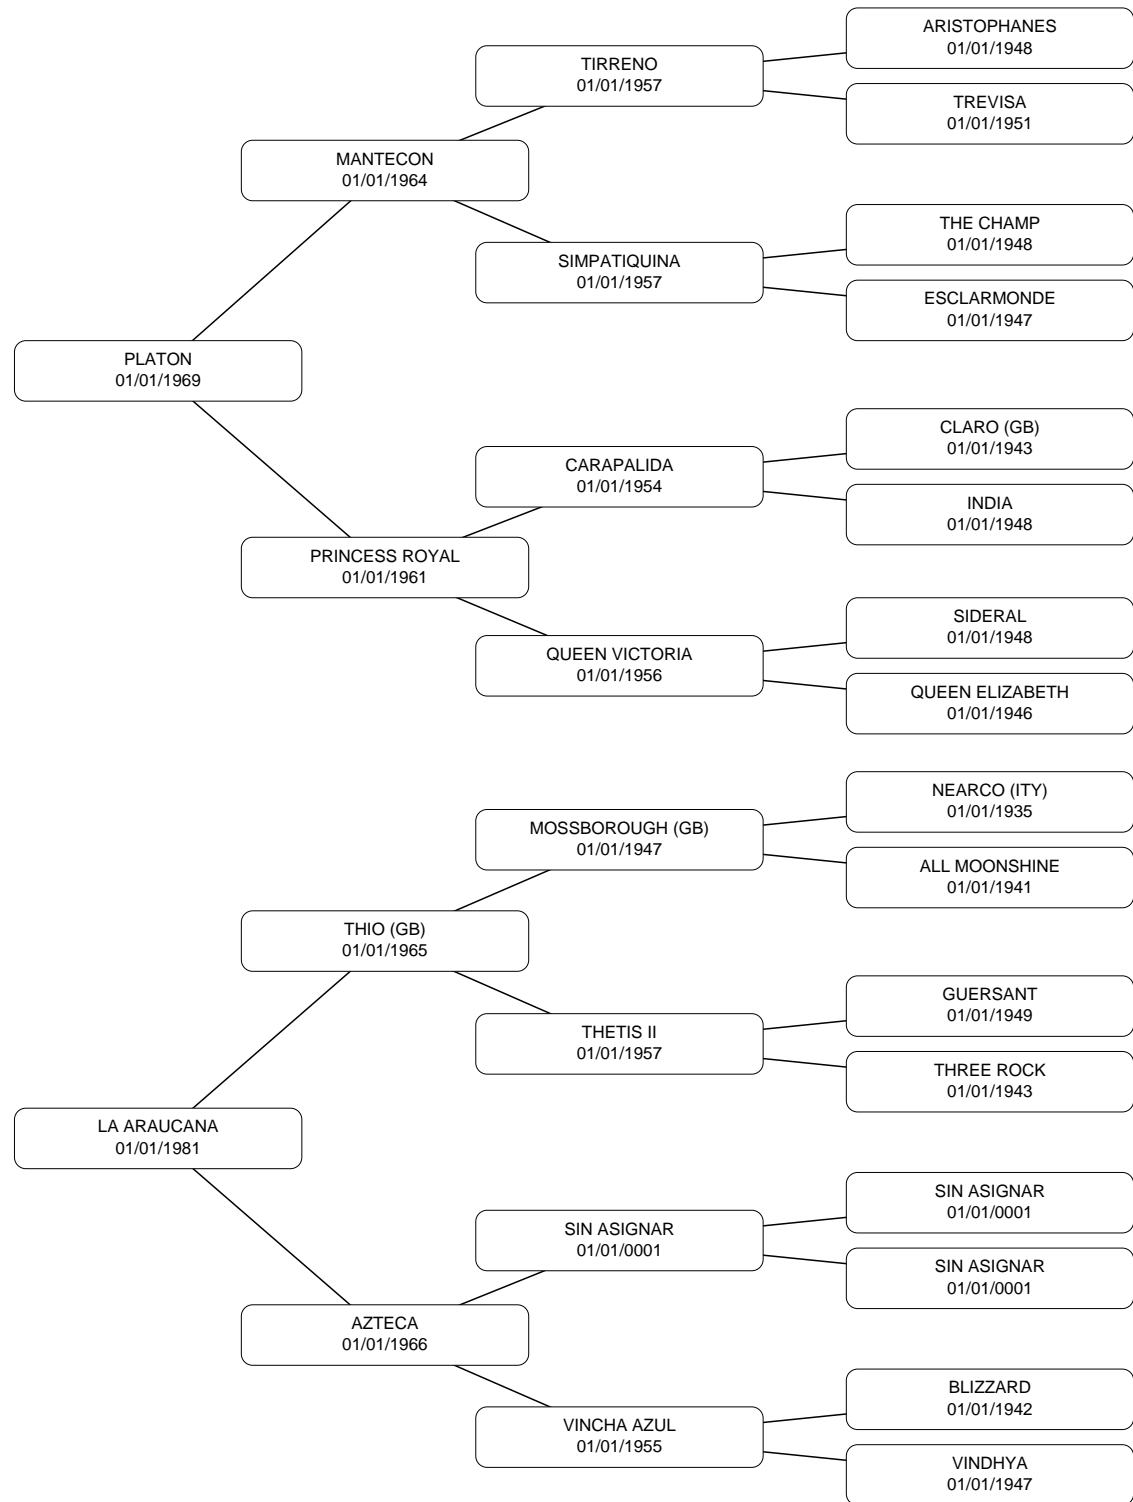 ARISTOPHANES
01/01/1948
TIRRENO
01/01/1957
TREVISA
01/01/1951
MANTECON
01/01/1964
THE CHAMP
01/01/1948
SIMPATIQUINA
01/01/1957
ESCLARMONDE
01/01/1947
PLATON
01/01/1969
CLARO (GB)
01/01/1943
CARAPALIDA
01/01/1954
INDIA
01/01/1948
PRINCESS ROYAL
01/01/1961
SIDERAL
01/01/1948
QUEEN VICTORIA
01/01/1956
QUEEN ELIZABETH
01/01/1946
NEARCO (ITY)
01/01/1935
MOSSBOROUGH (GB)
01/01/1947
ALL MOONSHINE
01/01/1941
THIO (GB)
01/01/1965
GUERSANT
01/01/1949
THETIS II
01/01/1957
THREE ROCK
01/01/1943
LA ARAUCANA
01/01/1981
SIN ASIGNAR
01/01/0001
SIN ASIGNAR
01/01/0001
SIN ASIGNAR
01/01/0001
AZTECA
01/01/1966
BLIZZARD
01/01/1942
VINCHA AZUL
01/01/1955
VINDHYA
01/01/1947